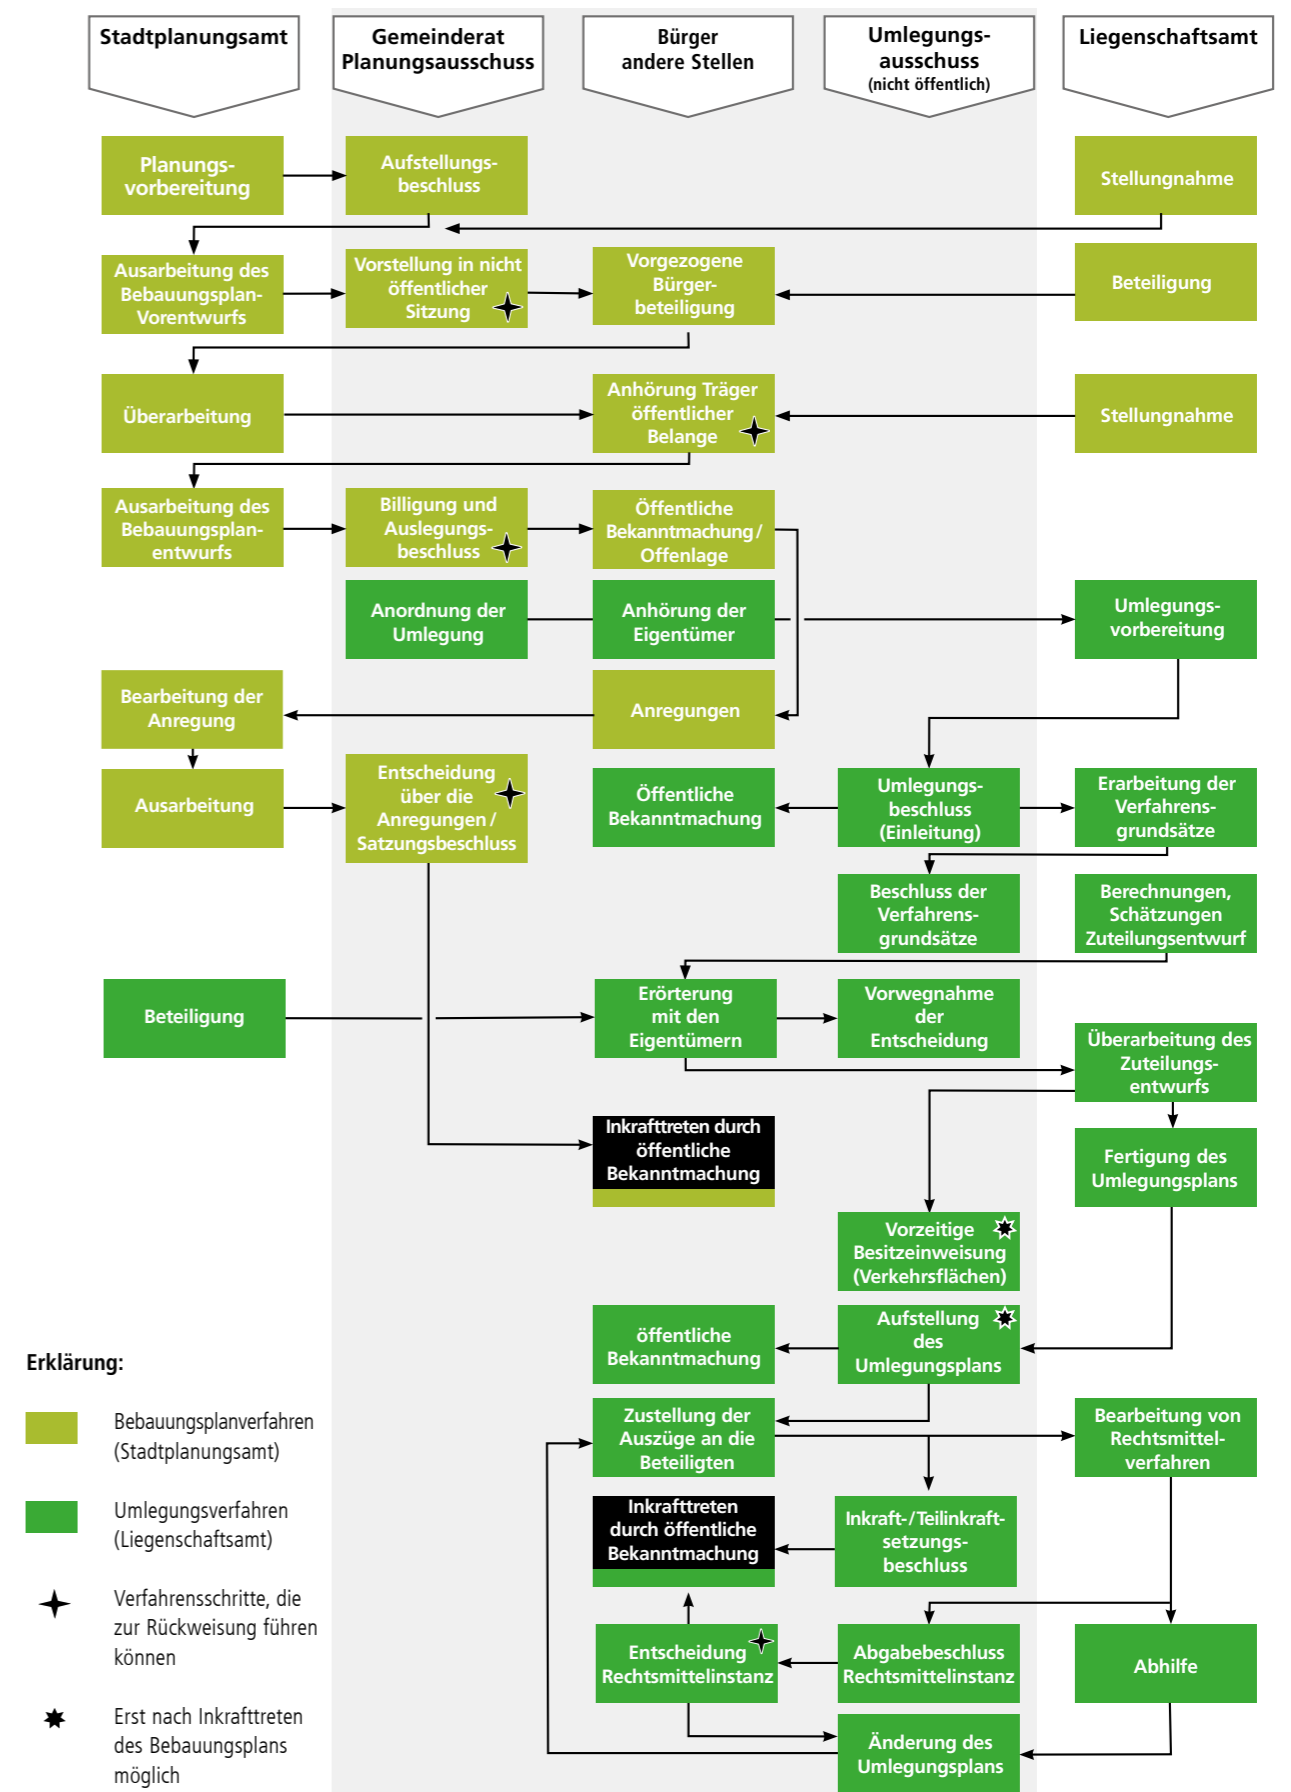 Stadtplanungsamt
Gemeinderat
Planungsausschuss
Bürger
andere Stellen
Umlegungs-
ausschuss
(nicht öffentlich)
Liegenschaftsamt
Planungs-
vorbereitung
Aufstellungs-
beschluss
Stellungnahme
Ausarbeitung des
Bebauungsplan-
Vorentwurfs
Vorstellung in nicht
öffentlicher
Sitzung
Vorgezogene
Bürger-
beteiligung
Beteiligung
Überarbeitung
Anhörung Träger
öffentlicher
Belange
Stellungnahme
Ausarbeitung des
Bebauungsplan-
entwurfs
Billigung und
Auslegungs-
beschluss
Öffentliche
Bekanntmachung/
Offenlage
Anordnung der
Umlegung
Anhörung der
Eigentümer
Umlegungs-
vorbereitung
Bearbeitung der
Anregung
Anregungen
Ausarbeitung
Entscheidung
über die
Anregungen/
Satzungsbeschluss
Öffentliche
Bekanntmachung
Umlegungs-
beschluss
(Einleitung)
Erarbeitung der
Verfahrens-
grundsätze
Beschluss der
Verfahrens-
grundsätze
Berechnungen,
Schätzungen
Zuteilungsentwurf
Beteiligung
Erörterung
mit den
Eigentümern
Vorwegnahme
der
Entscheidung
Überarbeitung des
Zuteilungs-
entwurfs
Inkrafttreten durch
öffentliche
Bekanntmachung
Fertigung des
Umlegungsplans
Vorzeitige
Besitzeinweisung
(Verkehrsflächen)
öffentliche
Bekanntmachung
Aufstellung
des
Umlegungsplans
Zustellung der
Auszüge an die
Beteiligten
Bearbeitung von
Rechtsmittel-
verfahren
Inkrafttreten
durch öffentliche
Bekanntmachung
Inkraft-/Teilinkraft-
setzungs-
beschluss
Entscheidung
Rechtsmittelinstanz
Abgabebeschluss
Rechtsmittelinstanz
Abhilfe
Änderung des
Umlegungsplans
Erklärung:
Bebauungsplanverfahren
(Stadtplanungsamt)
Umlegungsverfahren
(Liegenschaftsamt)
Verfahrensschritte, die
zur Rückweisung führen
können
Erst nach Inkrafttreten
des Bebauungsplans
möglich